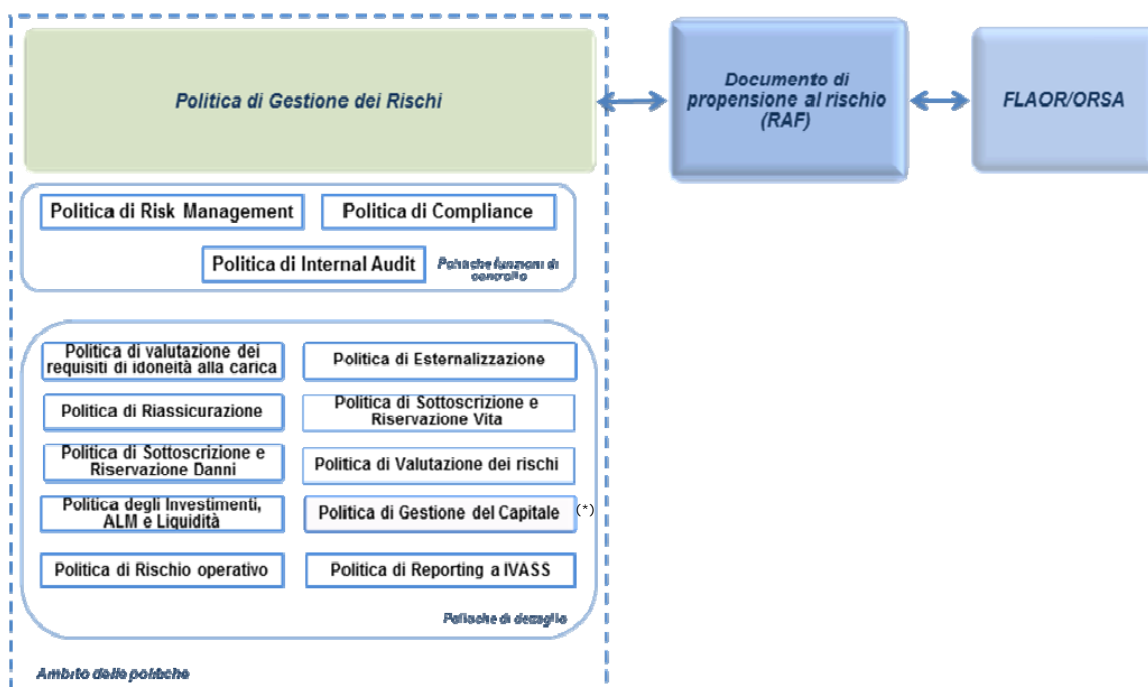 Politica di Gestione dei Rischi
Documento di
propensione al rischio
(RAF)
FLAOR/ORSA
Politica di Risk Management
Politica di Compliance
Politica di Internal Audit
Politiche funzioni di
controllo
Politica di valutazione dei
requisiti di idoneità alla carica
Politica di Esternalizzazione
Politica di Riassicurazione
Politica di Sottoscrizione e
Riservazione Vita
Politica di Sottoscrizione e
Riservazione Danni
Politica di Valutazione dei rischi
Politica degli Investimenti,
ALM e Liquidità
Politica di Gestione del Capitale (*)
Politica di Rischio operativo
Politica di Reporting a IVASS
Politiche di dettaglio
Ambito delle politiche